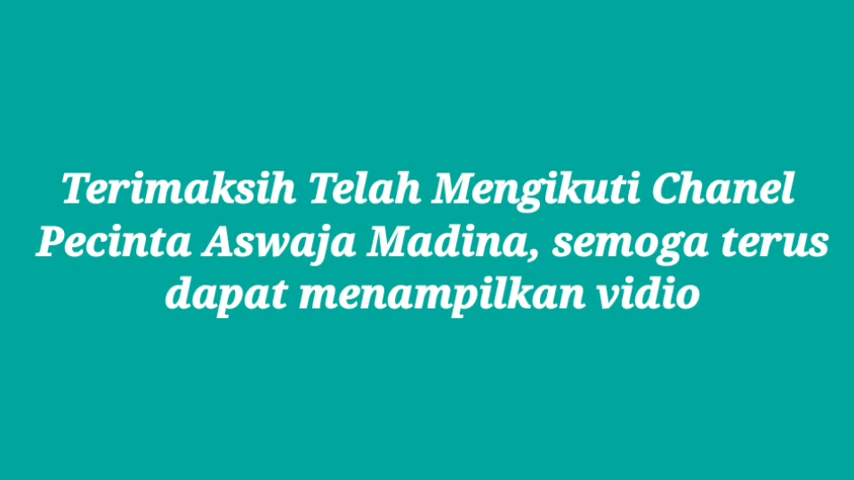 Terimaksih Telah Mengikuti Chanel
Pecinta Aswaja Madina, semoga terus
dapat menampilkan vidio